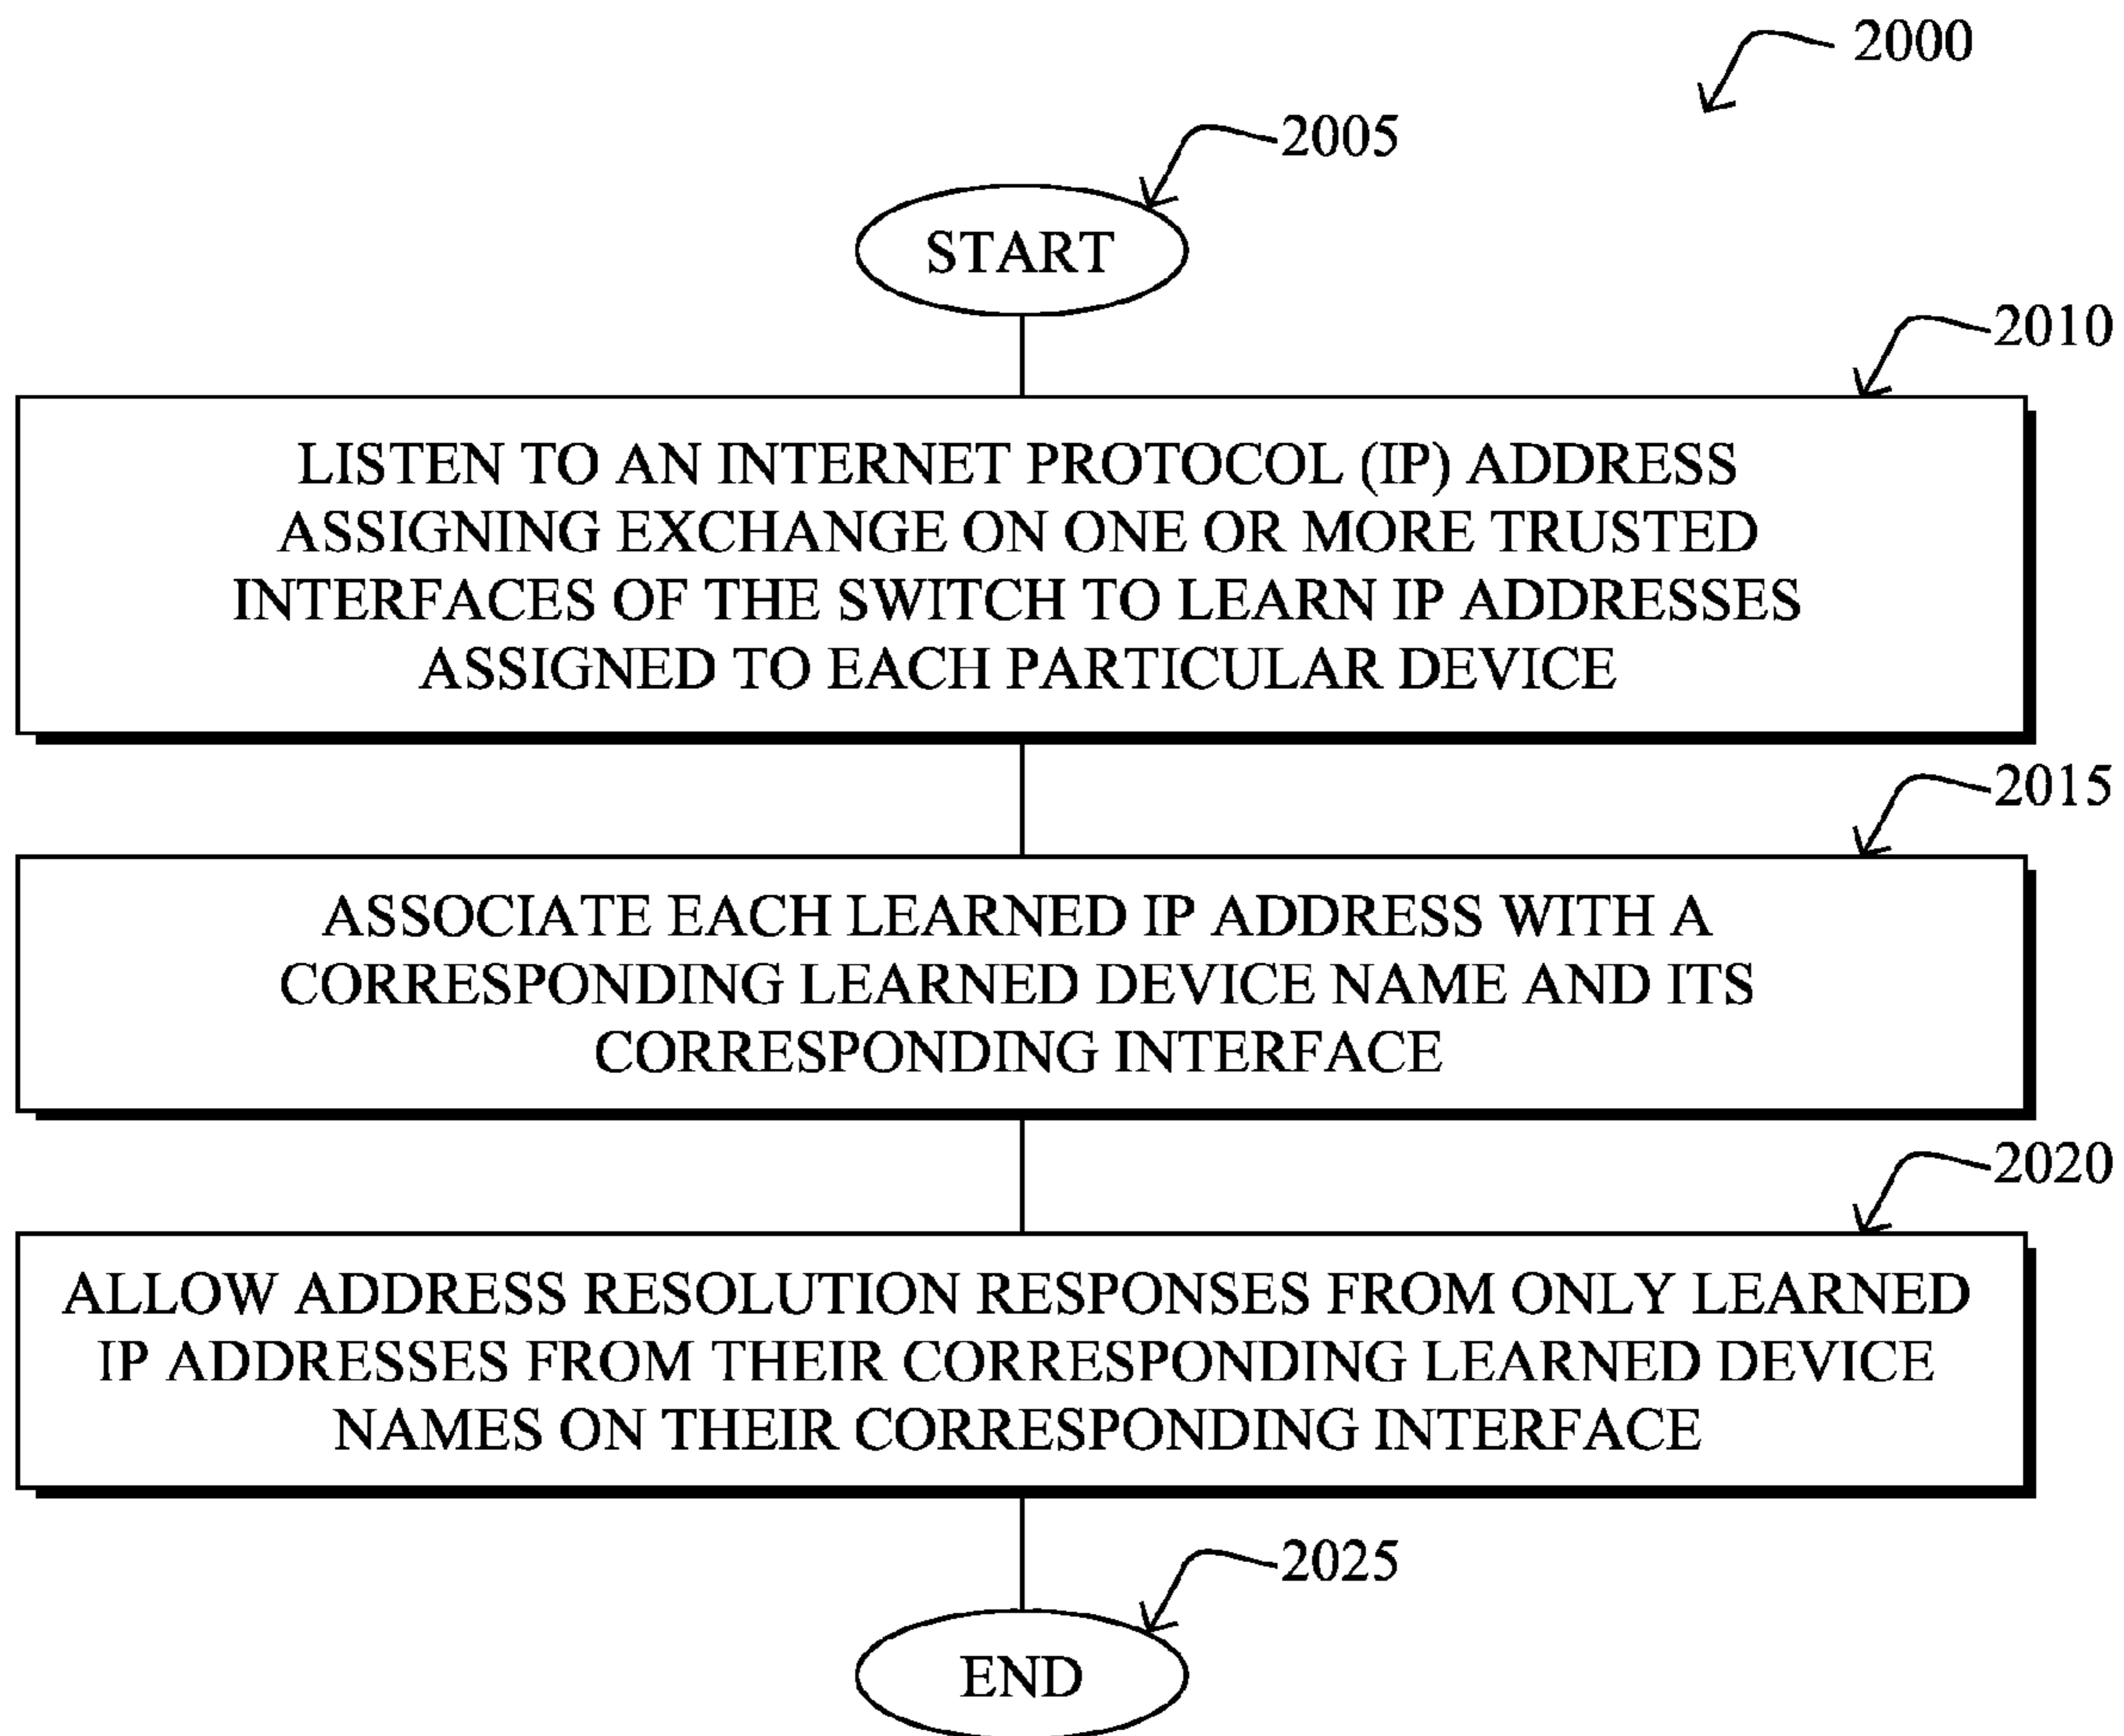 2000
2005
START
2010
LISTEN TO AN INTERNET PROTOCOL (IP) ADDRESS
ASSIGNING EXCHANGE ON ONE OR MORE TRUSTED
INTERFACES OF THE SWITCH TO LEARN IP ADDRESSES
ASSIGNED TO EACH PARTICULAR DEVICE
2015
ASSOCIATE EACH LEARNED IP ADDRESS WITH A
CORRESPONDING LEARNED DEVICE NAME AND ITS
CORRESPONDING INTERFACE
2020
ALLOW ADDRESS RESOLUTION RESPONSES FROM ONLY LEARNED
IP ADDRESSES FROM THEIR CORRESPONDING LEARNED DEVICE
NAMES ON THEIR CORRESPONDING INTERFACE
2025
END